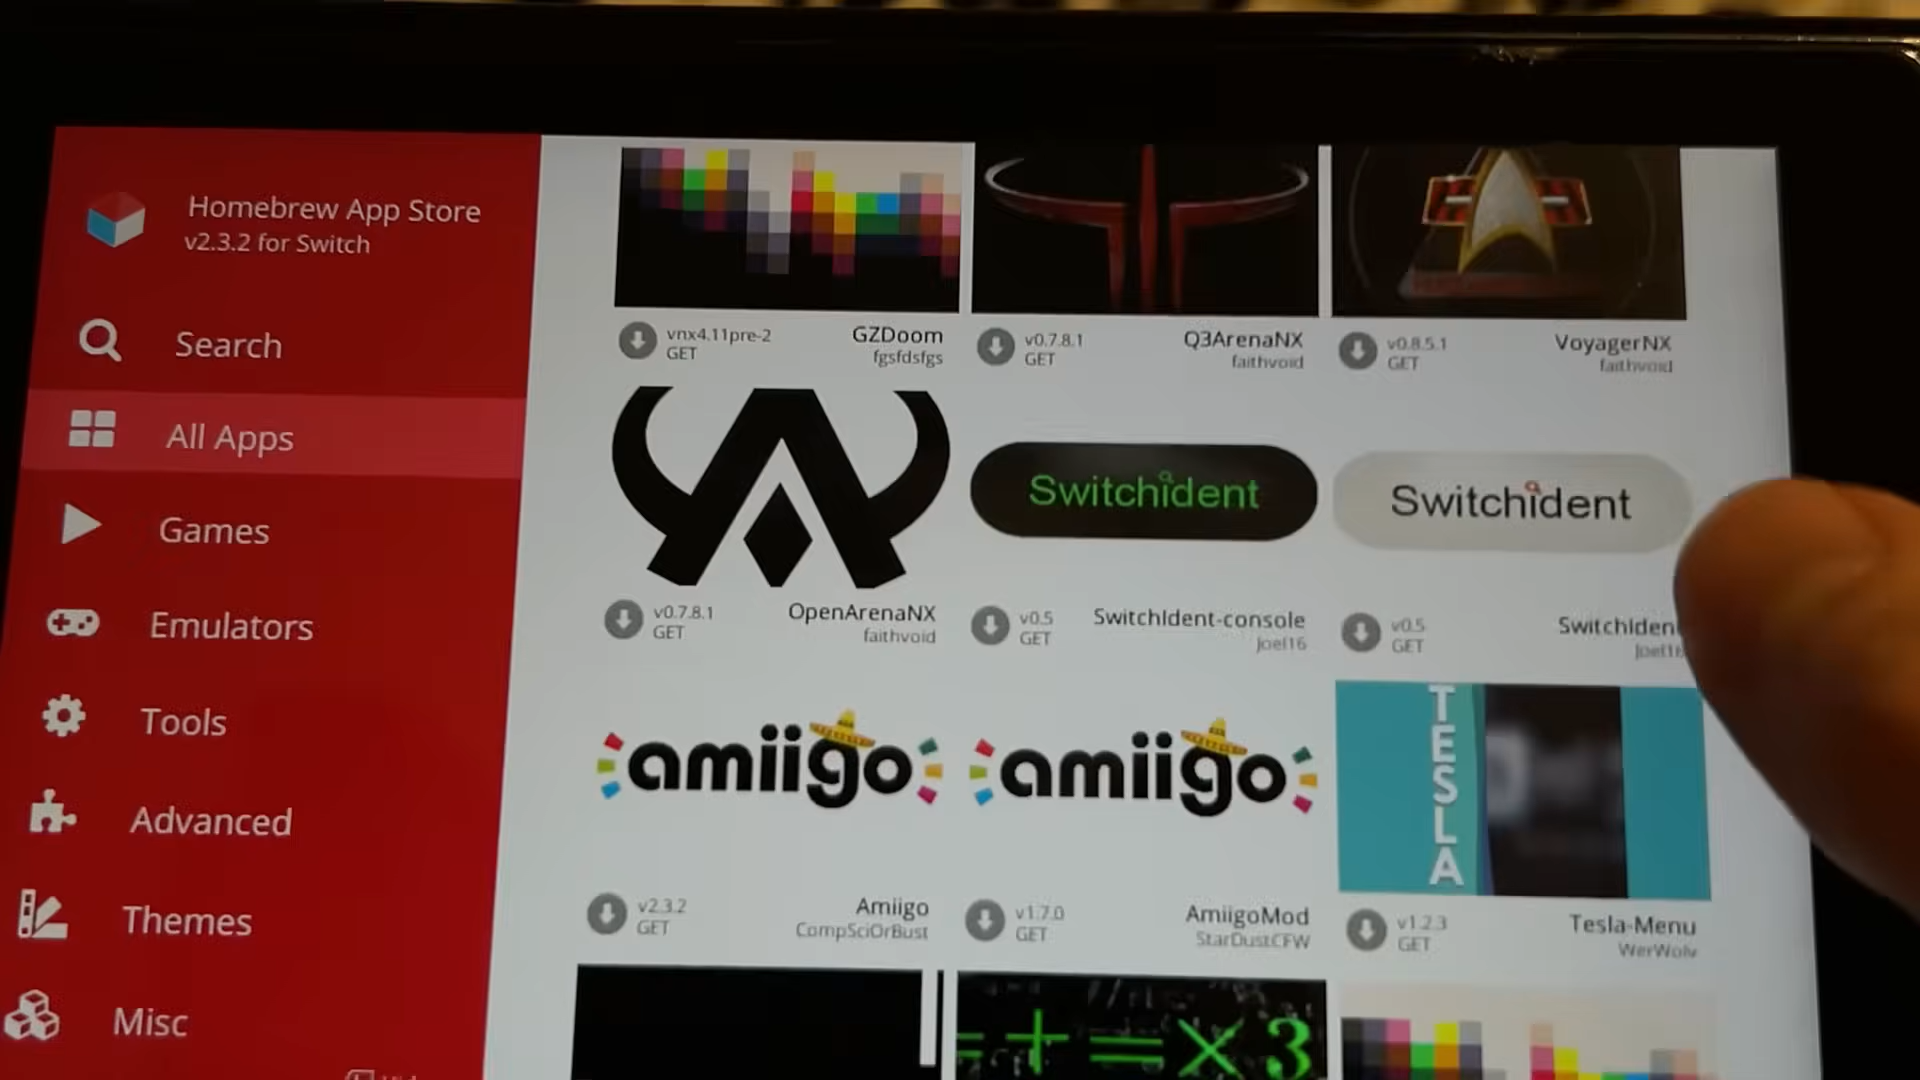 Homebrew App Store
v2.3.2 for Switch
Search
All Apps
Games
Emulators
Tools
Advanced
Themes
Misc
vnx4.11pre-2
GET
GZDoom
fgsfdsfgs
v0.7.8.1
GET
Q3ArenaNX
faithvoid
v0.8.5.1
GET
VoyagerNX
faithvoid
Switchident
Switchident
v0.7.8.1
GET
OpenArenaNX
faithvoid
v0.5
GET
SwitchIdent-console
Joel16
v0.5
GET
amiigo
amiigo
TESLA
v2.3.2
GET
Amiigo
CompSciOrBust
v1.7.0
GET
AmiigoMod
StarDustCFW
v1.2.3
GET
Tesla-Menu
WerWolv
=+=×3